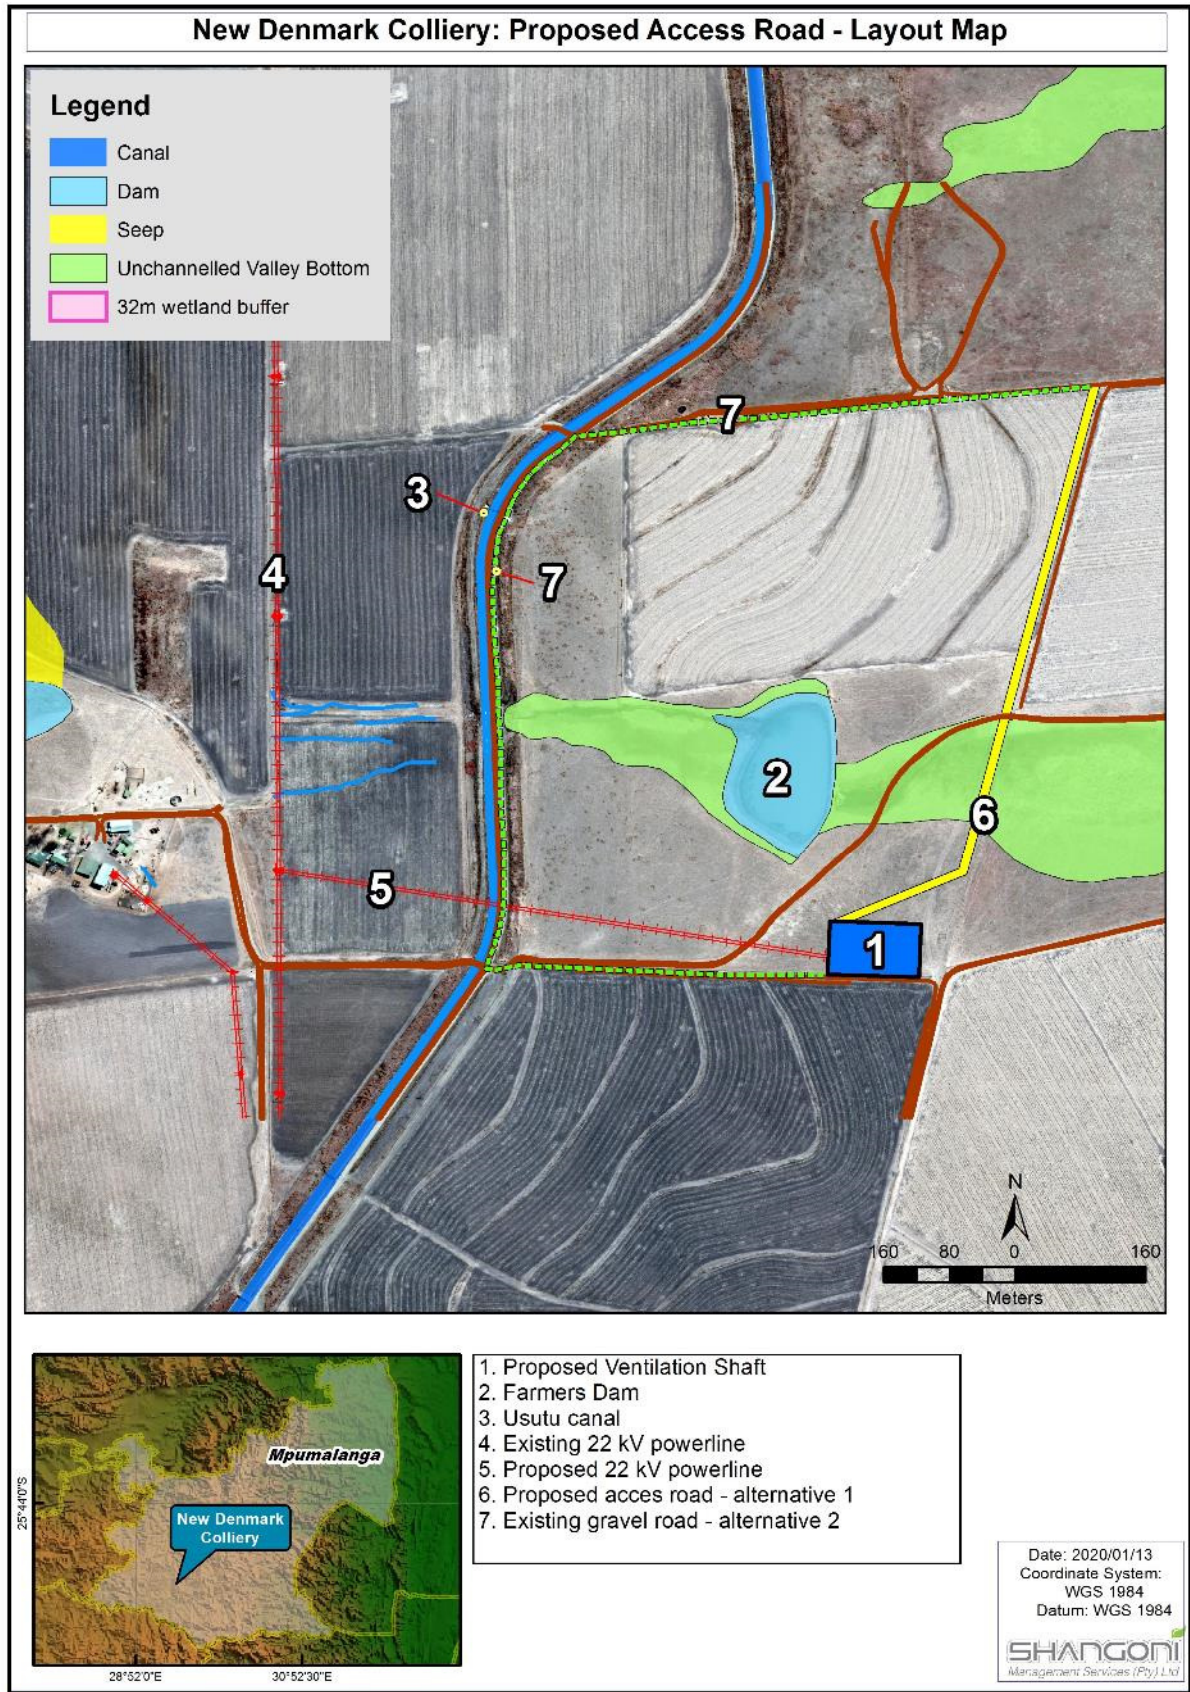 New Denmark Colliery: Proposed Access Road - Layout Map
Legend
Canal
Dam
Seep
Unchannelled Valley Bottom
32m wetland buffer
7
3
4
7
2
6
5
1
N
160 80 0 160
Meters
Mpumalanga
New Denmark
Colliery
25°44'0"S
28°52'0"E 30°52'30"E
1. Proposed Ventilation Shaft
2. Farmers Dam
3. Usutu canal
4. Existing 22 kV powerline
5. Proposed 22 kV powerline
6. Proposed acces road - alternative 1
7. Existing gravel road - alternative 2
Date: 2020/01/13
Coordinate System:
WGS 1984
Datum: WGS 1984
SHANGONI
Management Services (Pty) Ltd